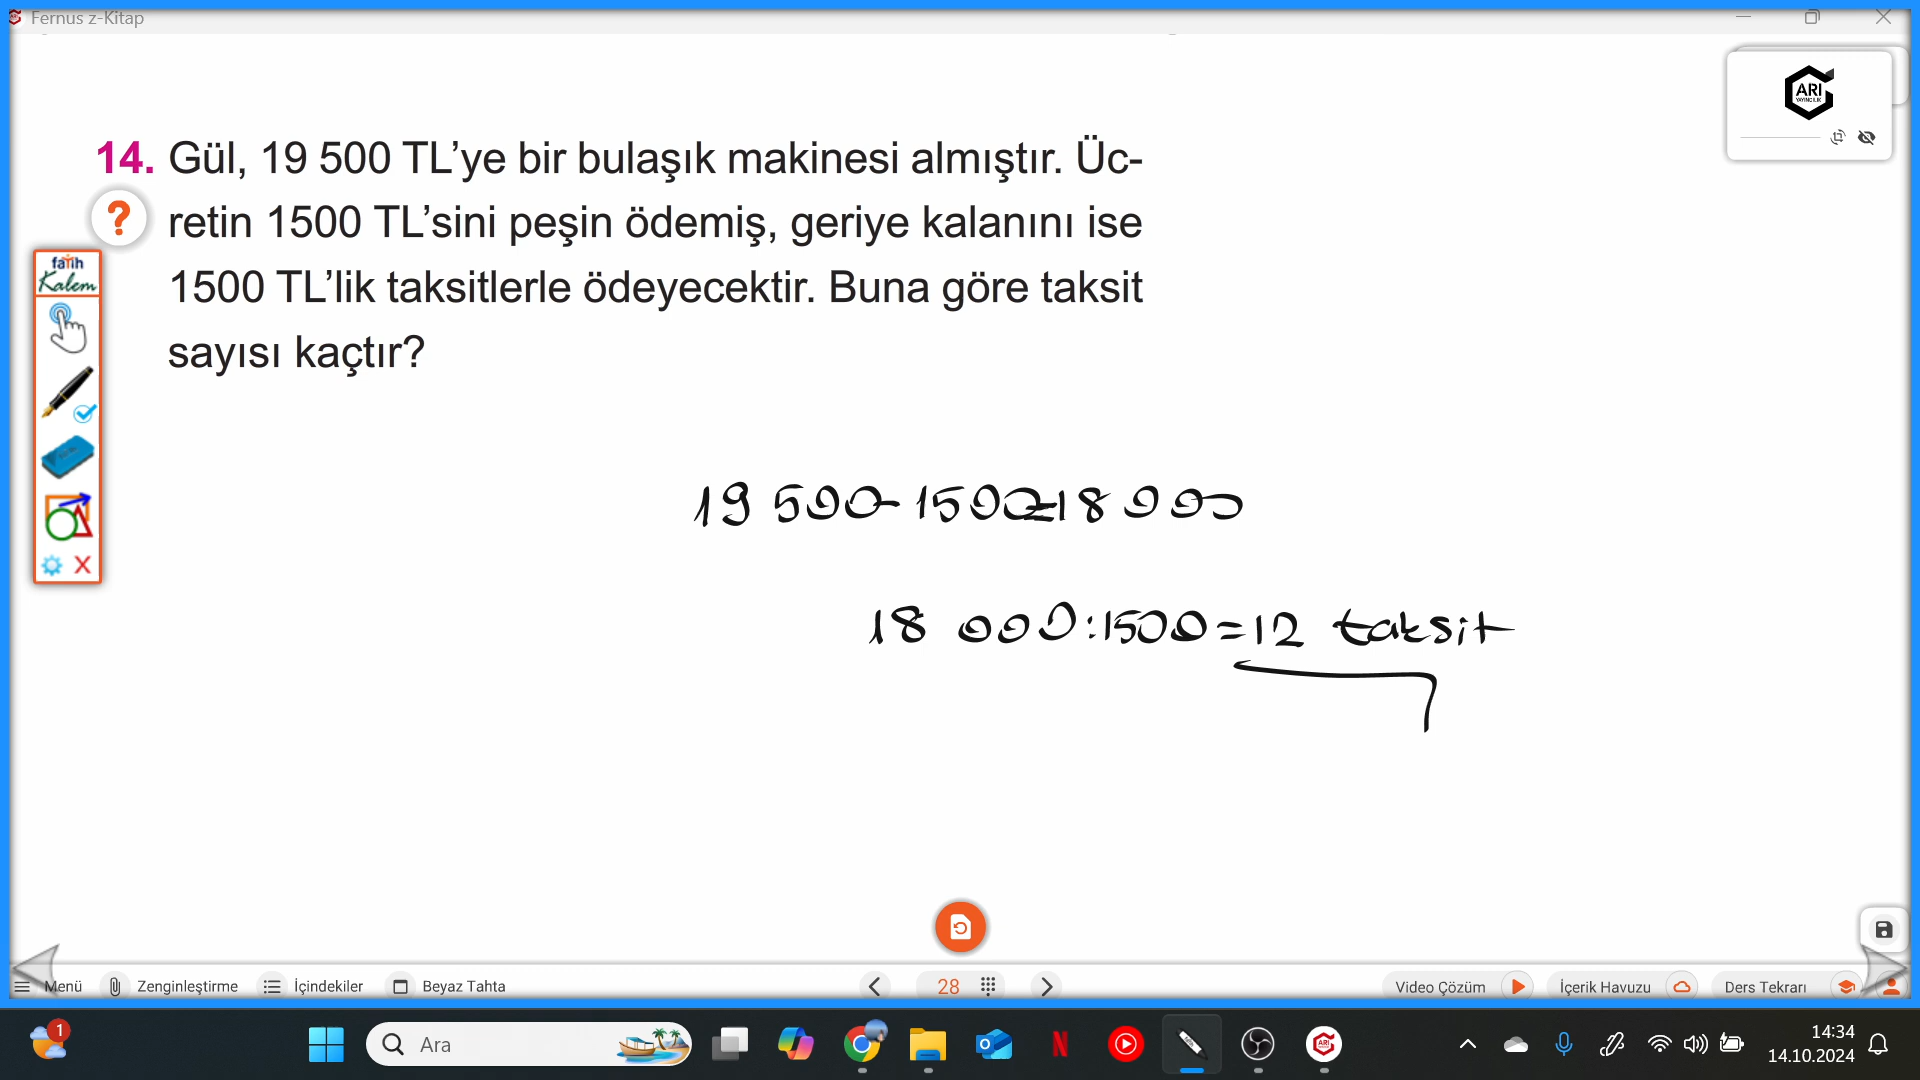 Fernus z-Kitap
ARI
YAYINCILIK
14. Gül, 19 500 TL’ye bir bulaşık makinesi almıştır. Üc-
? retin 1500 TL’sini peşin ödemiş, geriye kalanını ise
fatih
Kalem
1500 TL’lik taksitlerle ödeyecektir. Buna göre taksit
sayısı kaçtır?
19 500 - 1500 = 18 000
18 000 : 1500 = 12 taksit
Menü Zenginleştirme İçindekiler Beyaz Tahta 28 Video Çözüm İçerik Havuzu Ders Tekrarı
1 Ara 14:34
14.10.2024